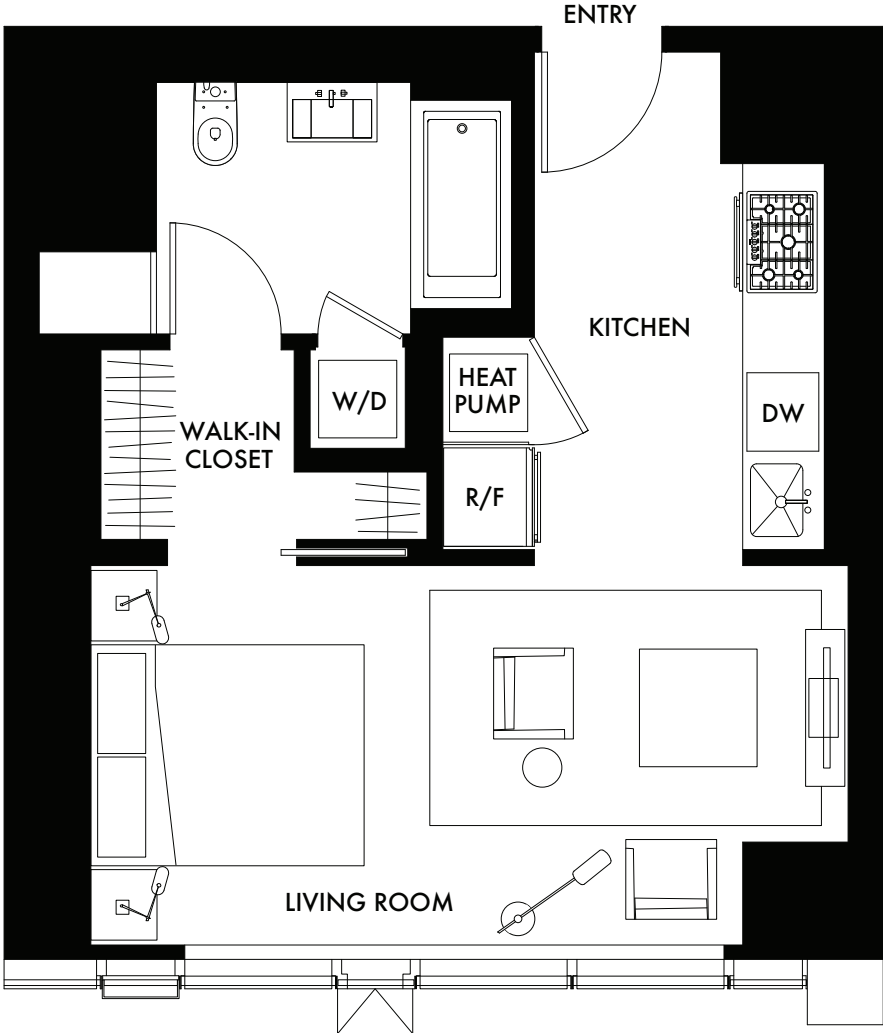 ENTRY
KITCHEN
HEAT
PUMP
W/D
DW
WALK-IN
CLOSET
R/F
LIVING ROOM